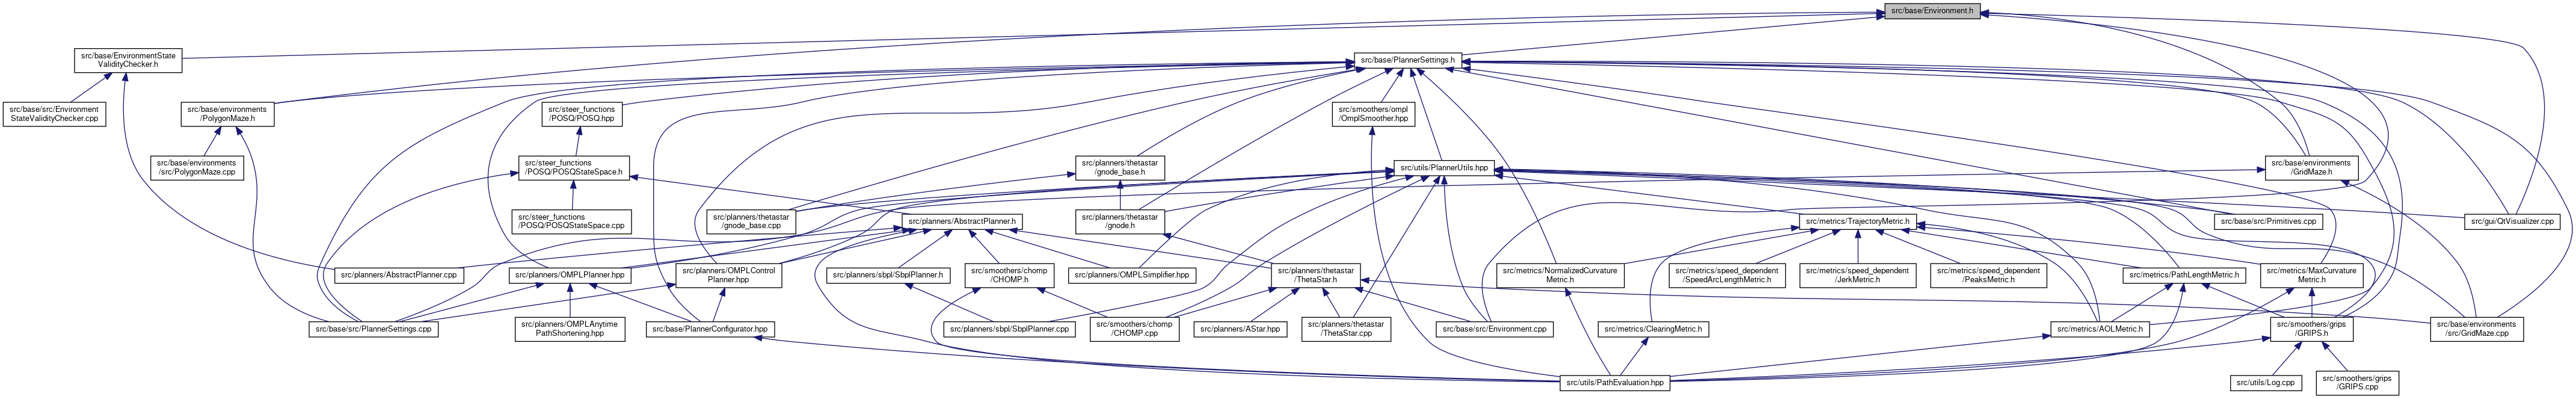 src/base/Environment.h
src/base/EnvironmentState
ValidityChecker.h
src/base/PlannerSettings.h
src/base/src/Environment
StateValidityChecker.cpp
src/base/environments
/PolygonMaze.h
src/steer_functions
/POSQ/POSQ.hpp
src/smoothers/ompl
/OmplSmoother.hpp
src/base/environments
/src/PolygonMaze.cpp
src/steer_functions
/POSQ/POSQStateSpace.h
src/planners/thetastar
/gnode_base.h
src/utils/PlannerUtils.hpp
src/base/environments
/GridMaze.h
src/steer_functions
/POSQ/POSQStateSpace.cpp
src/planners/thetastar
/gnode_base.cpp
src/planners/AbstractPlanner.h
src/planners/thetastar
/gnode.h
src/metrics/TrajectoryMetric.h
src/base/src/Primitives.cpp
src/gui/QtVisualizer.cpp
src/planners/AbstractPlanner.cpp
src/planners/OMPLPlanner.hpp
src/planners/OMPLControl
Planner.hpp
src/planners/sbpl/SbplPlanner.h
src/smoothers/chomp
/CHOMP.h
src/planners/OMPLSimplifier.hpp
src/planners/thetastar
/ThetaStar.h
src/metrics/NormalizedCurvature
Metric.h
src/metrics/speed_dependent
/SpeedArcLengthMetric.h
src/metrics/speed_dependent
/JerkMetric.h
src/metrics/speed_dependent
/PeaksMetric.h
src/metrics/PathLengthMetric.h
src/metrics/MaxCurvature
Metric.h
src/base/src/PlannerSettings.cpp
src/planners/OMPLAnytime
PathShortening.hpp
src/base/PlannerConfigurator.hpp
src/planners/sbpl/SbplPlanner.cpp
src/smoothers/chomp
/CHOMP.cpp
src/planners/AStar.hpp
src/planners/thetastar
/ThetaStar.cpp
src/base/src/Environment.cpp
src/metrics/ClearingMetric.h
src/metrics/AOLMetric.h
src/smoothers/grips
/GRIPS.h
src/base/environments
/src/GridMaze.cpp
src/utils/PathEvaluation.hpp
src/utils/Log.cpp
src/smoothers/grips
/GRIPS.cpp